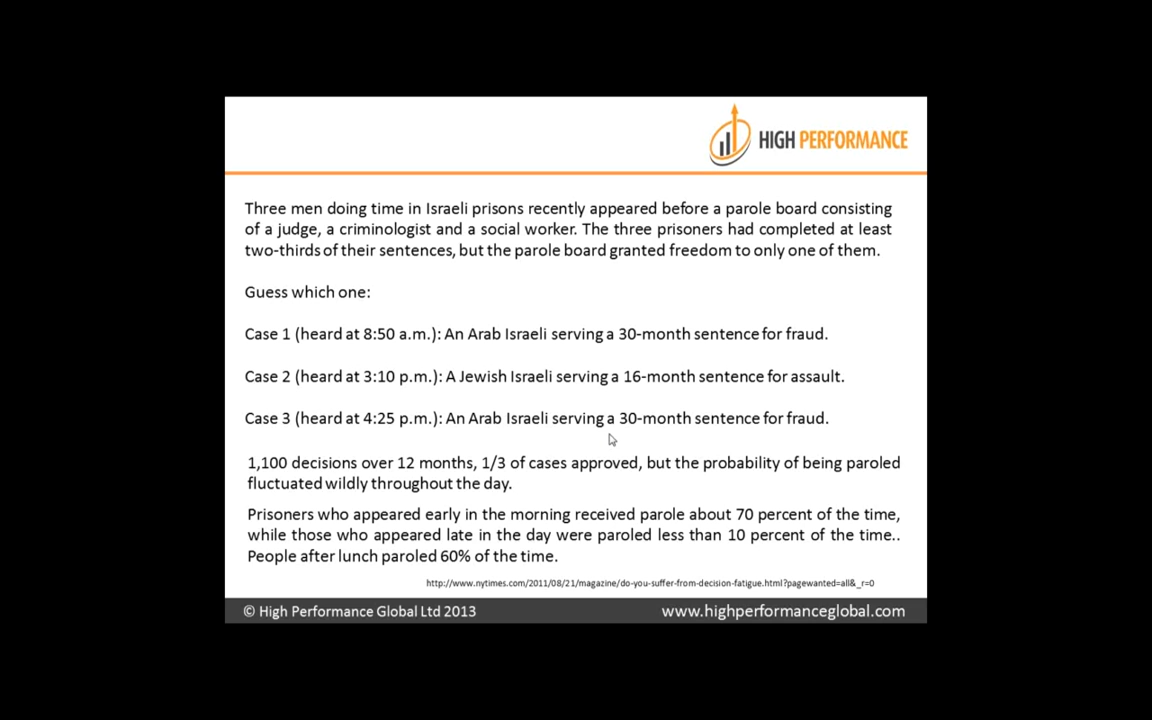 HIGH PERFORMANCE
Three men doing time in Israeli prisons recently appeared before a parole board consisting
of a judge, a criminologist and a social worker. The three prisoners had completed at least
two-thirds of their sentences, but the parole board granted freedom to only one of them.
Guess which one:
Case 1 (heard at 8:50 a.m.): An Arab Israeli serving a 30-month sentence for fraud.
Case 2 (heard at 3:10 p.m.): A Jewish Israeli serving a 16-month sentence for assault.
Case 3 (heard at 4:25 p.m.): An Arab Israeli serving a 30-month sentence for fraud.
1,100 decisions over 12 months, 1/3 of cases approved, but the probability of being paroled
fluctuated wildly throughout the day.
Prisoners who appeared early in the morning received parole about 70 percent of the time,
while those who appeared late in the day were paroled less than 10 percent of the time..
People after lunch paroled 60% of the time.
http://www.nytimes.com/2011/08/21/magazine/do-you-suffer-from-decision-fatigue.html?pagewanted=all&_r=0
© High Performance Global Ltd 2013
www.highperformanceglobal.com